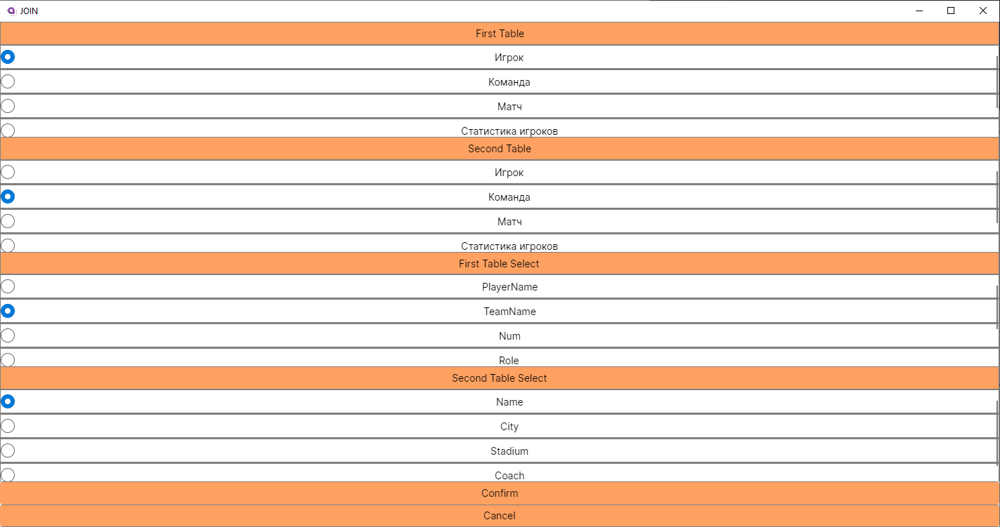 JOIN
First Table
Игрок
Команда
Матч
Статистика игроков
Second Table
Игрок
Команда
Матч
Статистика игроков
First Table Select
PlayerName
TeamName
Num
Role
Second Table Select
Name
City
Stadium
Coach
Confirm
Cancel